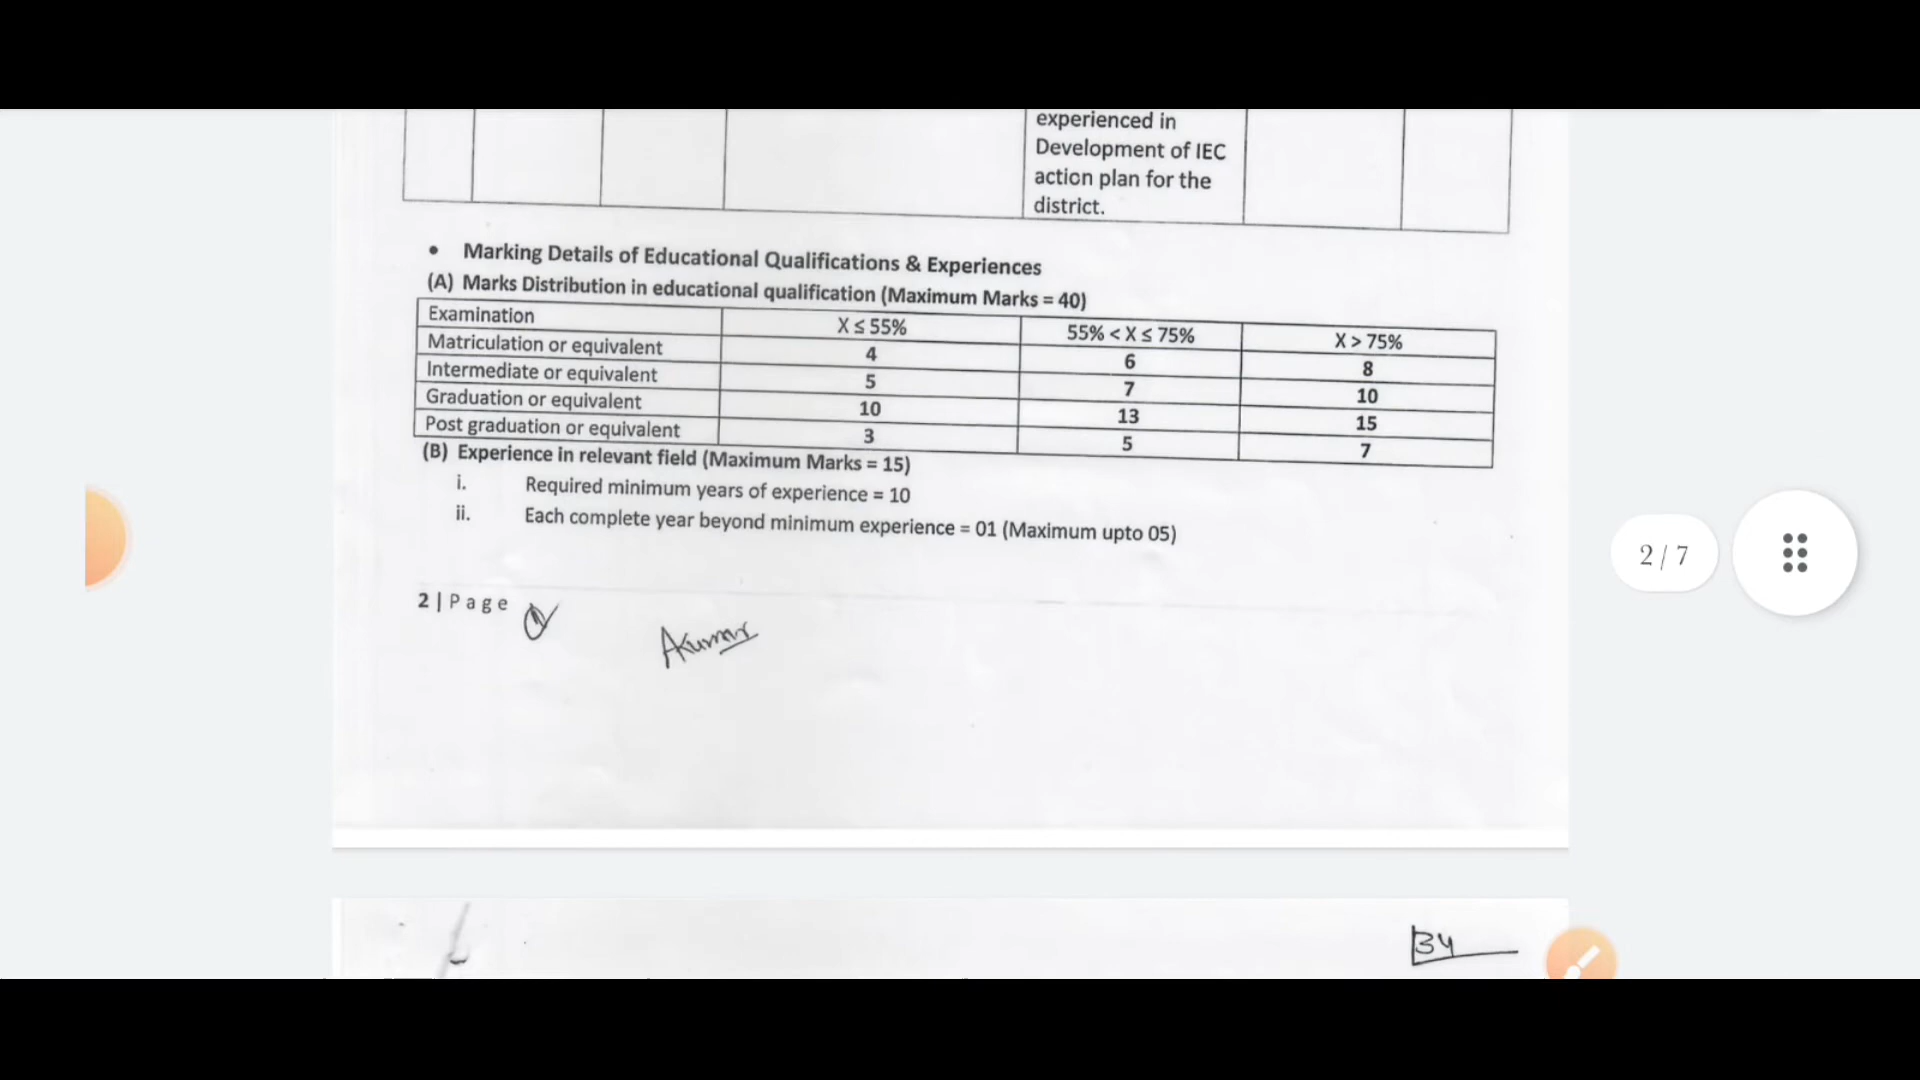 experienced in
Development of IEC
action plan for the
district.
• Marking Details of Educational Qualifications & Experiences
(A) Marks Distribution in educational qualification (Maximum Marks = 40)
Examination X ≤ 55% 55% < X ≤ 75% X > 75%
Matriculation or equivalent 4 6 8
Intermediate or equivalent 5 7 10
Graduation or equivalent 10 13 15
Post graduation or equivalent 3 5 7
(B) Experience in relevant field (Maximum Marks = 15)
i. Required minimum years of experience = 10
ii. Each complete year beyond minimum experience = 01 (Maximum upto 05)
2 | P a g e
AKumar
2 / 7
34